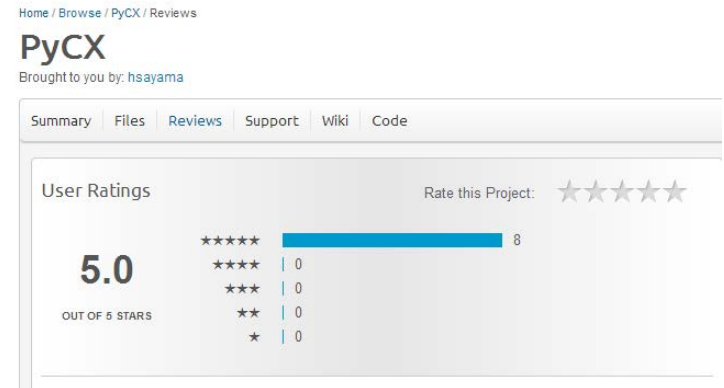 Home / Browse / PyCX / Reviews
PyCX
Brought to you by: hsayama
Summary Files Reviews Support Wiki Code
User Ratings Rate this Project:
8
5.0 0
0
OUT OF 5 STARS 0
0